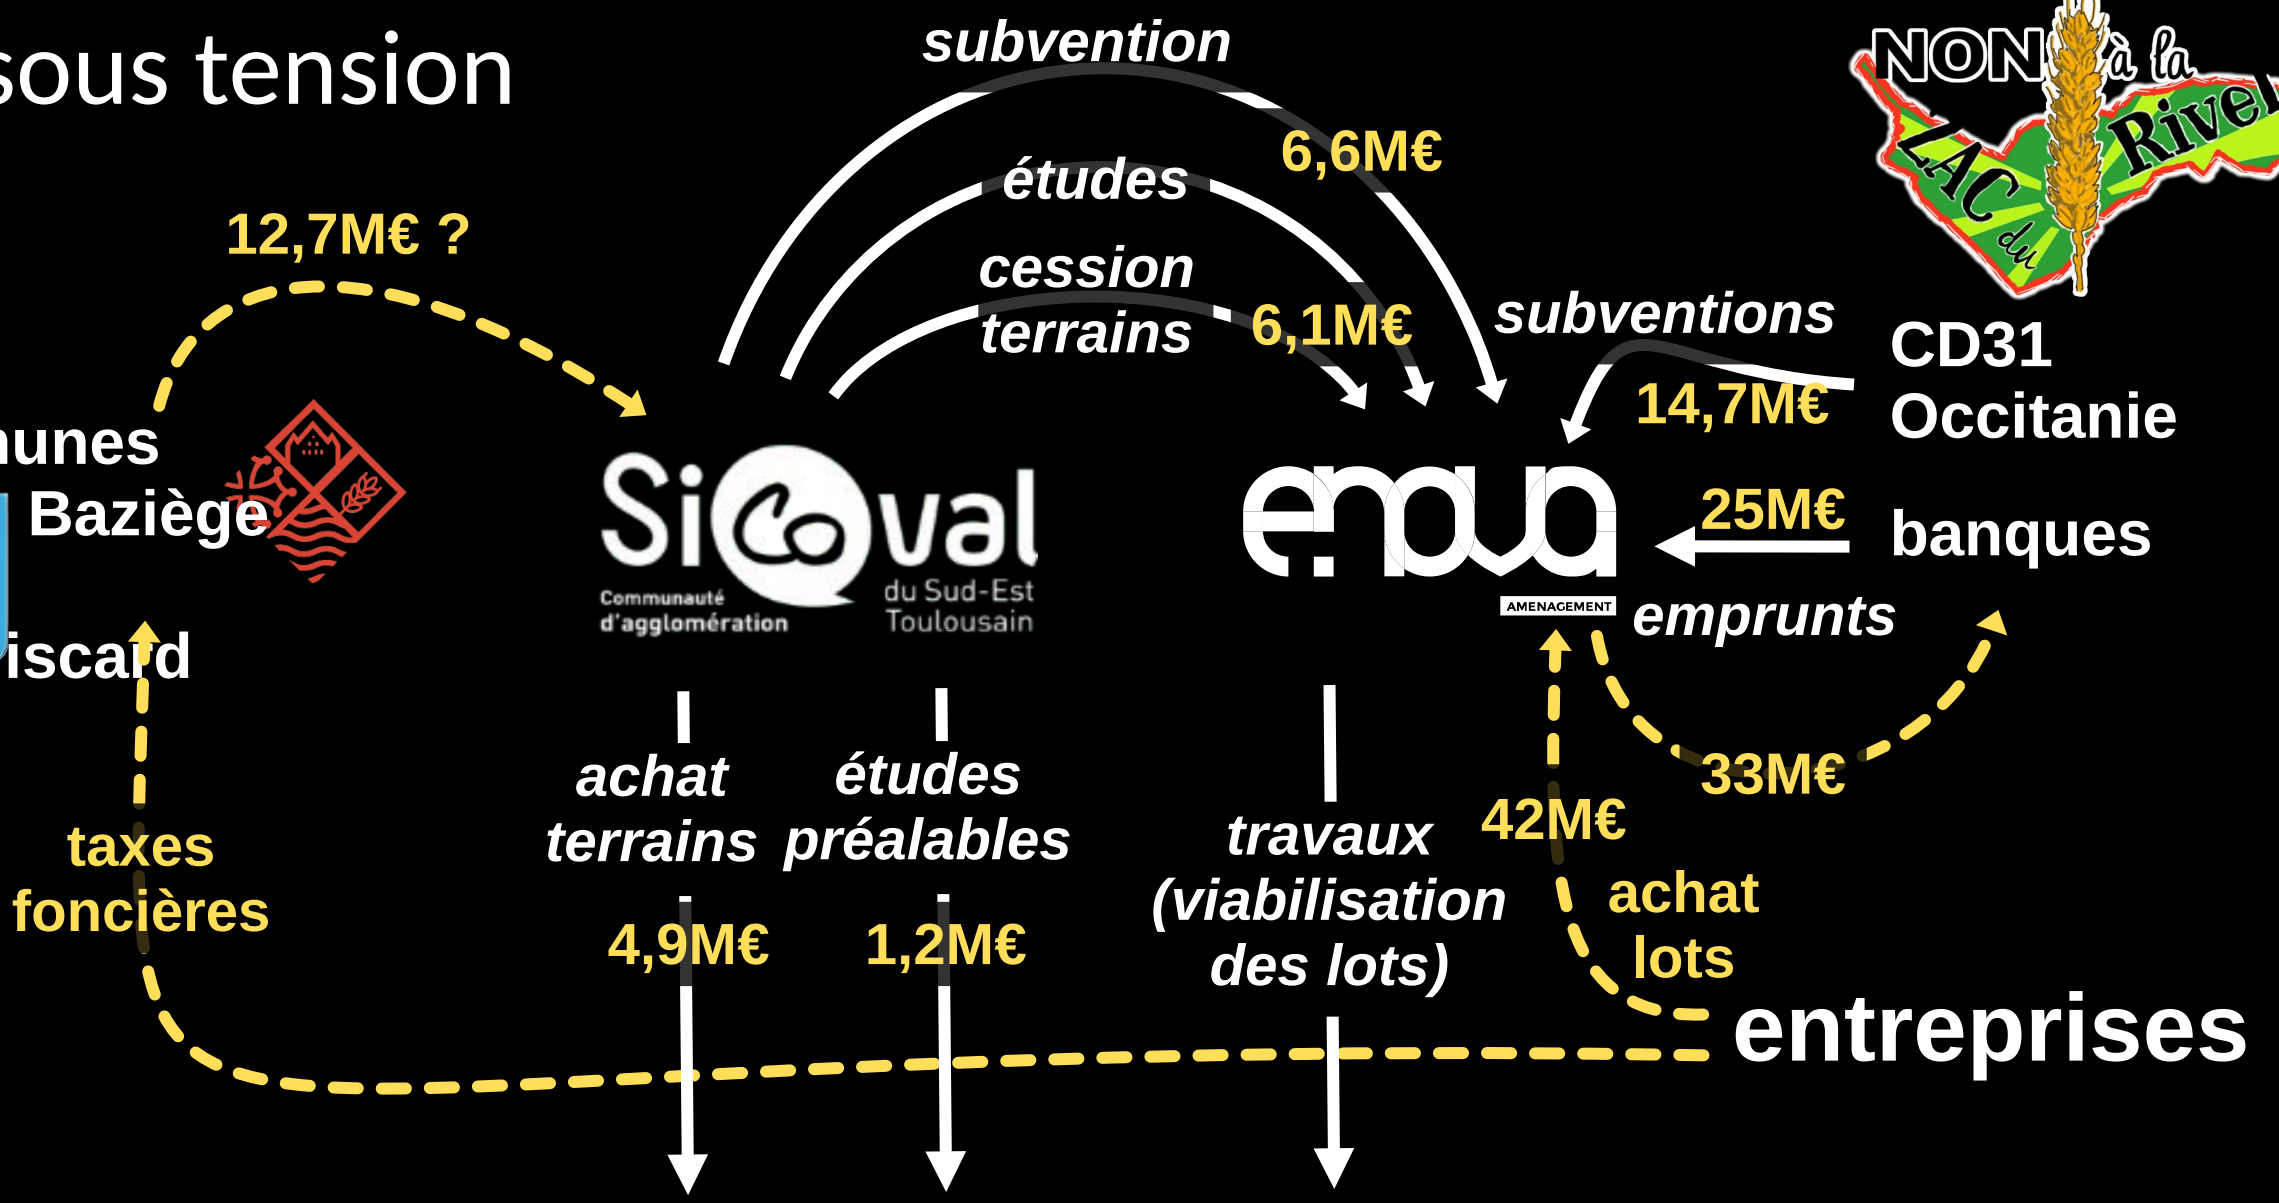 sous tension
subvention
NON à la
ZAC du
River
6,6M€
études
12,7M€ ?
cession
terrains
6,1M€
subventions
14,7M€
CD31
Occitanie
munes
Baziège
Sicoval
Communauté
d'agglomération
du Sud-Est
Toulousain
enova
AMENAGEMENT
25M€
banques
emprunts
iscard
achat
terrains
études
préalables
33M€
42M€
travaux
(viabilisation
des lots)
taxes
foncières
achat
lots
4,9M€
1,2M€
entreprises